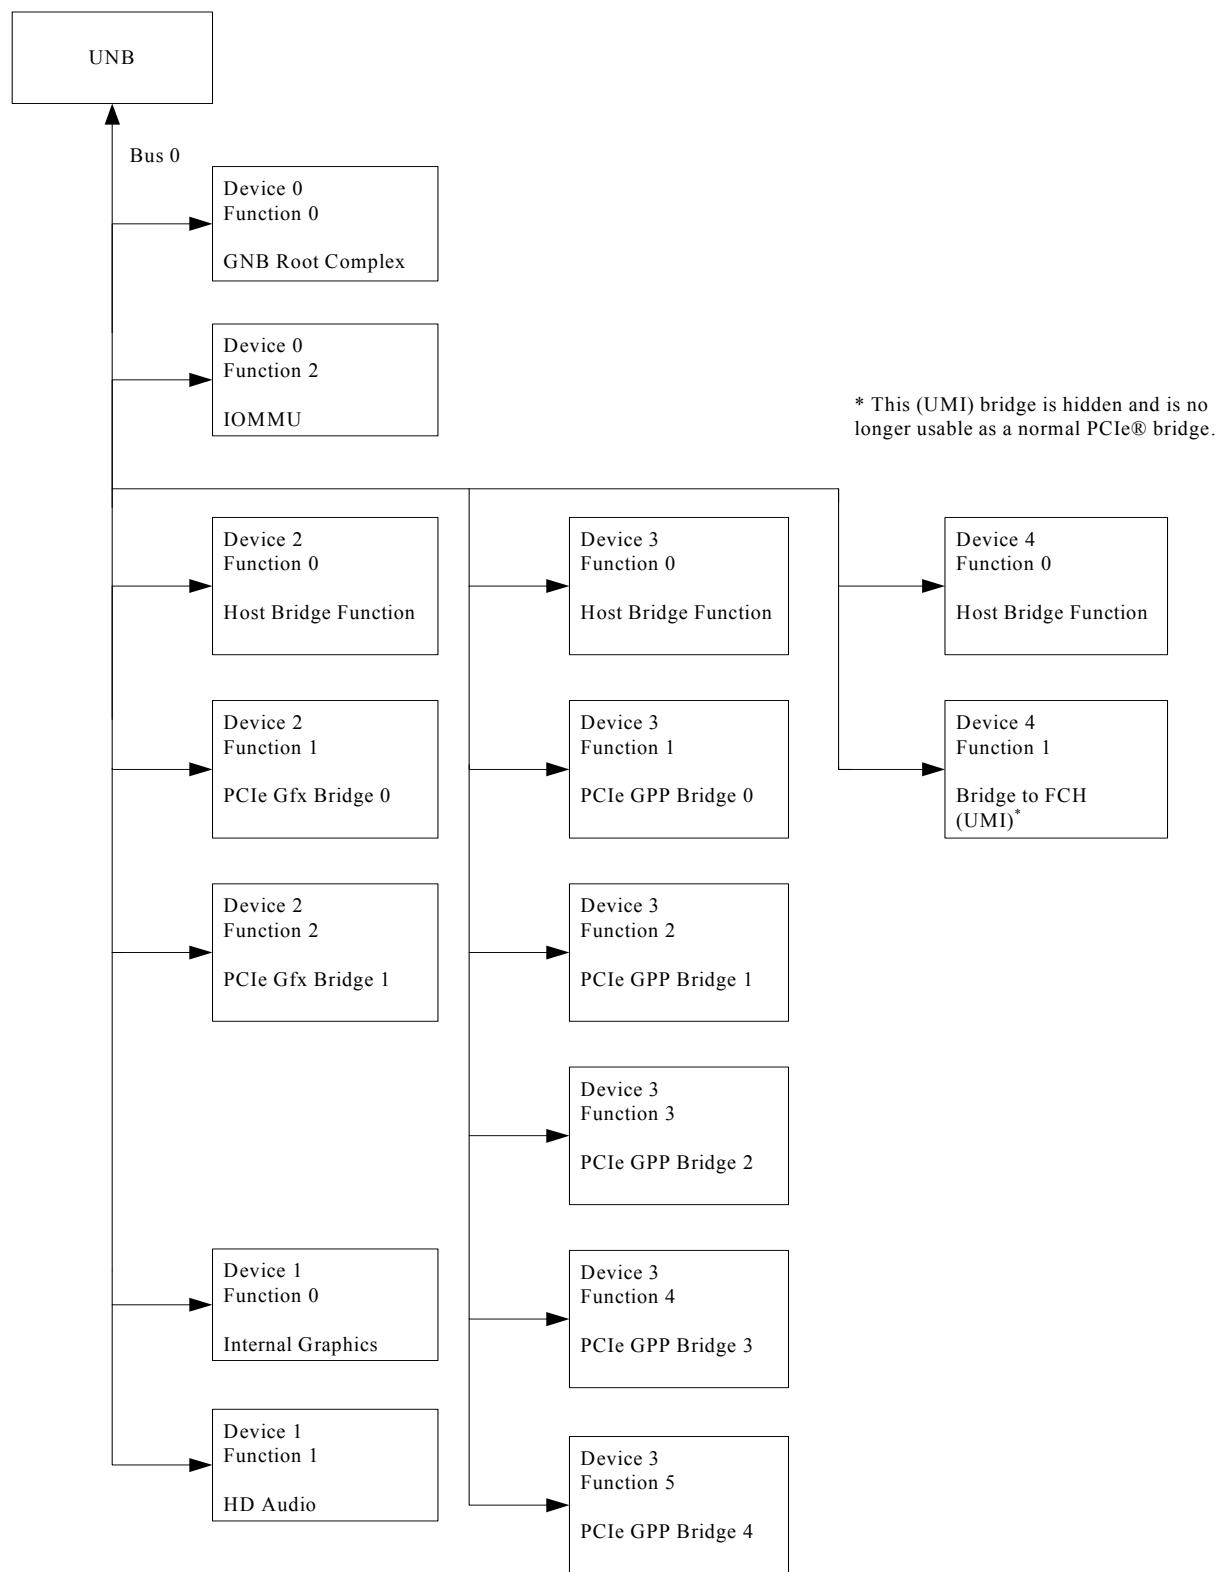 UNB
Bus 0
Device 0
Function 0
GNB Root Complex
Device 0
Function 2
IOMMU
* This (UMI) bridge is hidden and is no
longer usable as a normal PCIe® bridge.
Device 2
Function 0
Host Bridge Function
Device 3
Function 0
Host Bridge Function
Device 4
Function 0
Host Bridge Function
Device 2
Function 1
PCIe Gfx Bridge 0
Device 3
Function 1
PCIe GPP Bridge 0
Device 4
Function 1
Bridge to FCH
(UMI)*
Device 2
Function 2
PCIe Gfx Bridge 1
Device 3
Function 2
PCIe GPP Bridge 1
Device 3
Function 3
PCIe GPP Bridge 2
Device 1
Function 0
Internal Graphics
Device 3
Function 4
PCIe GPP Bridge 3
Device 1
Function 1
HD Audio
Device 3
Function 5
PCIe GPP Bridge 4